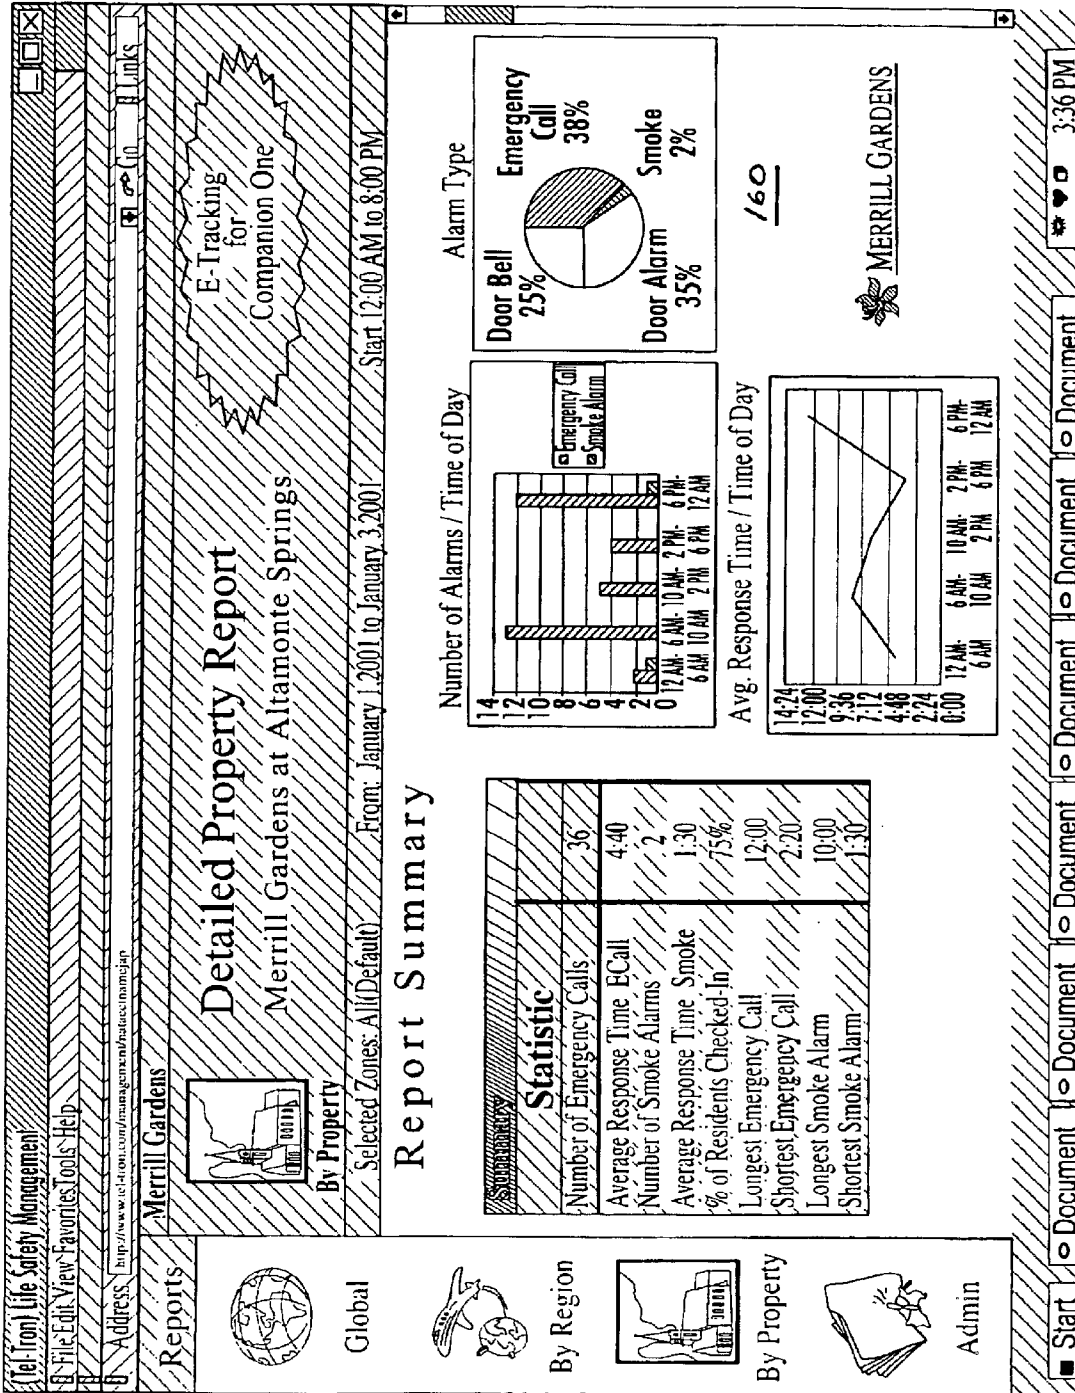 (Tel-Tron) Life Safety Management
File Edit View Favorites Tools Help
Address http://www.tel-tron.com/management/ Go Links
Reports
Global
By Region
By Property
Admin
Merrill Gardens
By Property
Detailed Property Report
Merrill Gardens at Altamonte Springs
E-Tracking
for
Companion One
Selected Zones: All(Default) From: January 1,2001 to January 3,2001 Start 12:00 AM to 8:00 PM
Report Summary
Summary
Statistic
Number of Emergency Calls 36
Average Response Time ECall 4:40
Number of Smoke Alarms 2
Average Response Time Smoke 1:30
% of Residents Checked-In 75%
Longest Emergency Call 12:00
Shortest Emergency Call 2:20
Longest Smoke Alarm 10:00
Shortest Smoke Alarm 1:30
Number of Alarms / Time of Day
14
12
10
8
6
4
2
0
12 AM- 6 AM- 10 AM- 2 PM- 6 PM-
6 AM 10 AM 2 PM 6 PM 12 AM
Emergency Call
Smoke Alarm
Alarm Type
Door Bell
25%
Emergency
Call
38%
Door Alarm
35%
Smoke
2%
Avg. Response Time / Time of Day
14:24
12:00
9:36
7:12
4:48
2:24
0:00
12 AM- 6 AM- 10 AM- 2 PM- 6 PM-
6 AM 10 AM 2 PM 6 PM 12 AM
160
MERRILL GARDENS
Start Document Document Document Document Document Document 3:36 PM